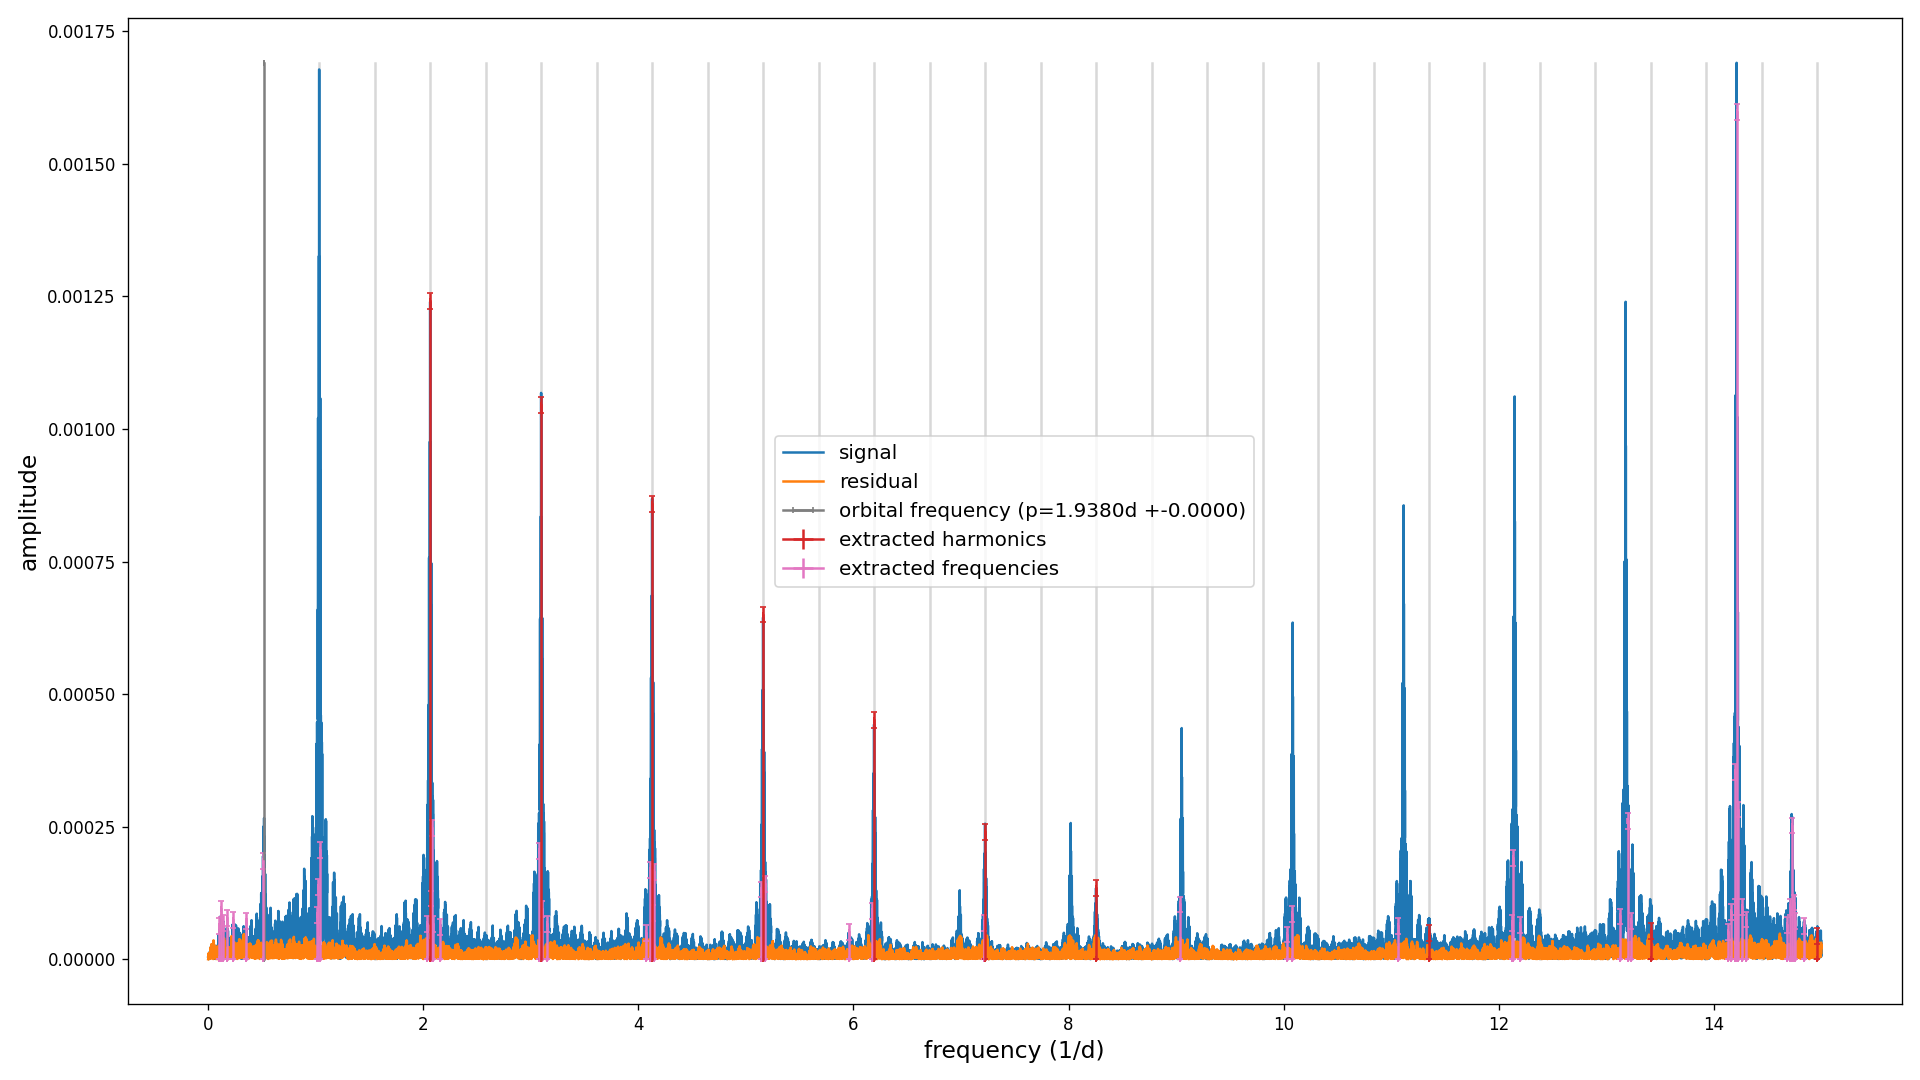 0.00175
0.00150
0.00125
0.00100
0.00075
0.00050
0.00025
0.00000
amplitude
signal
residual
orbital frequency (p=1.9380d +-0.0000)
extracted harmonics
extracted frequencies
0 2 4 6 8 10 12 14
frequency (1/d)